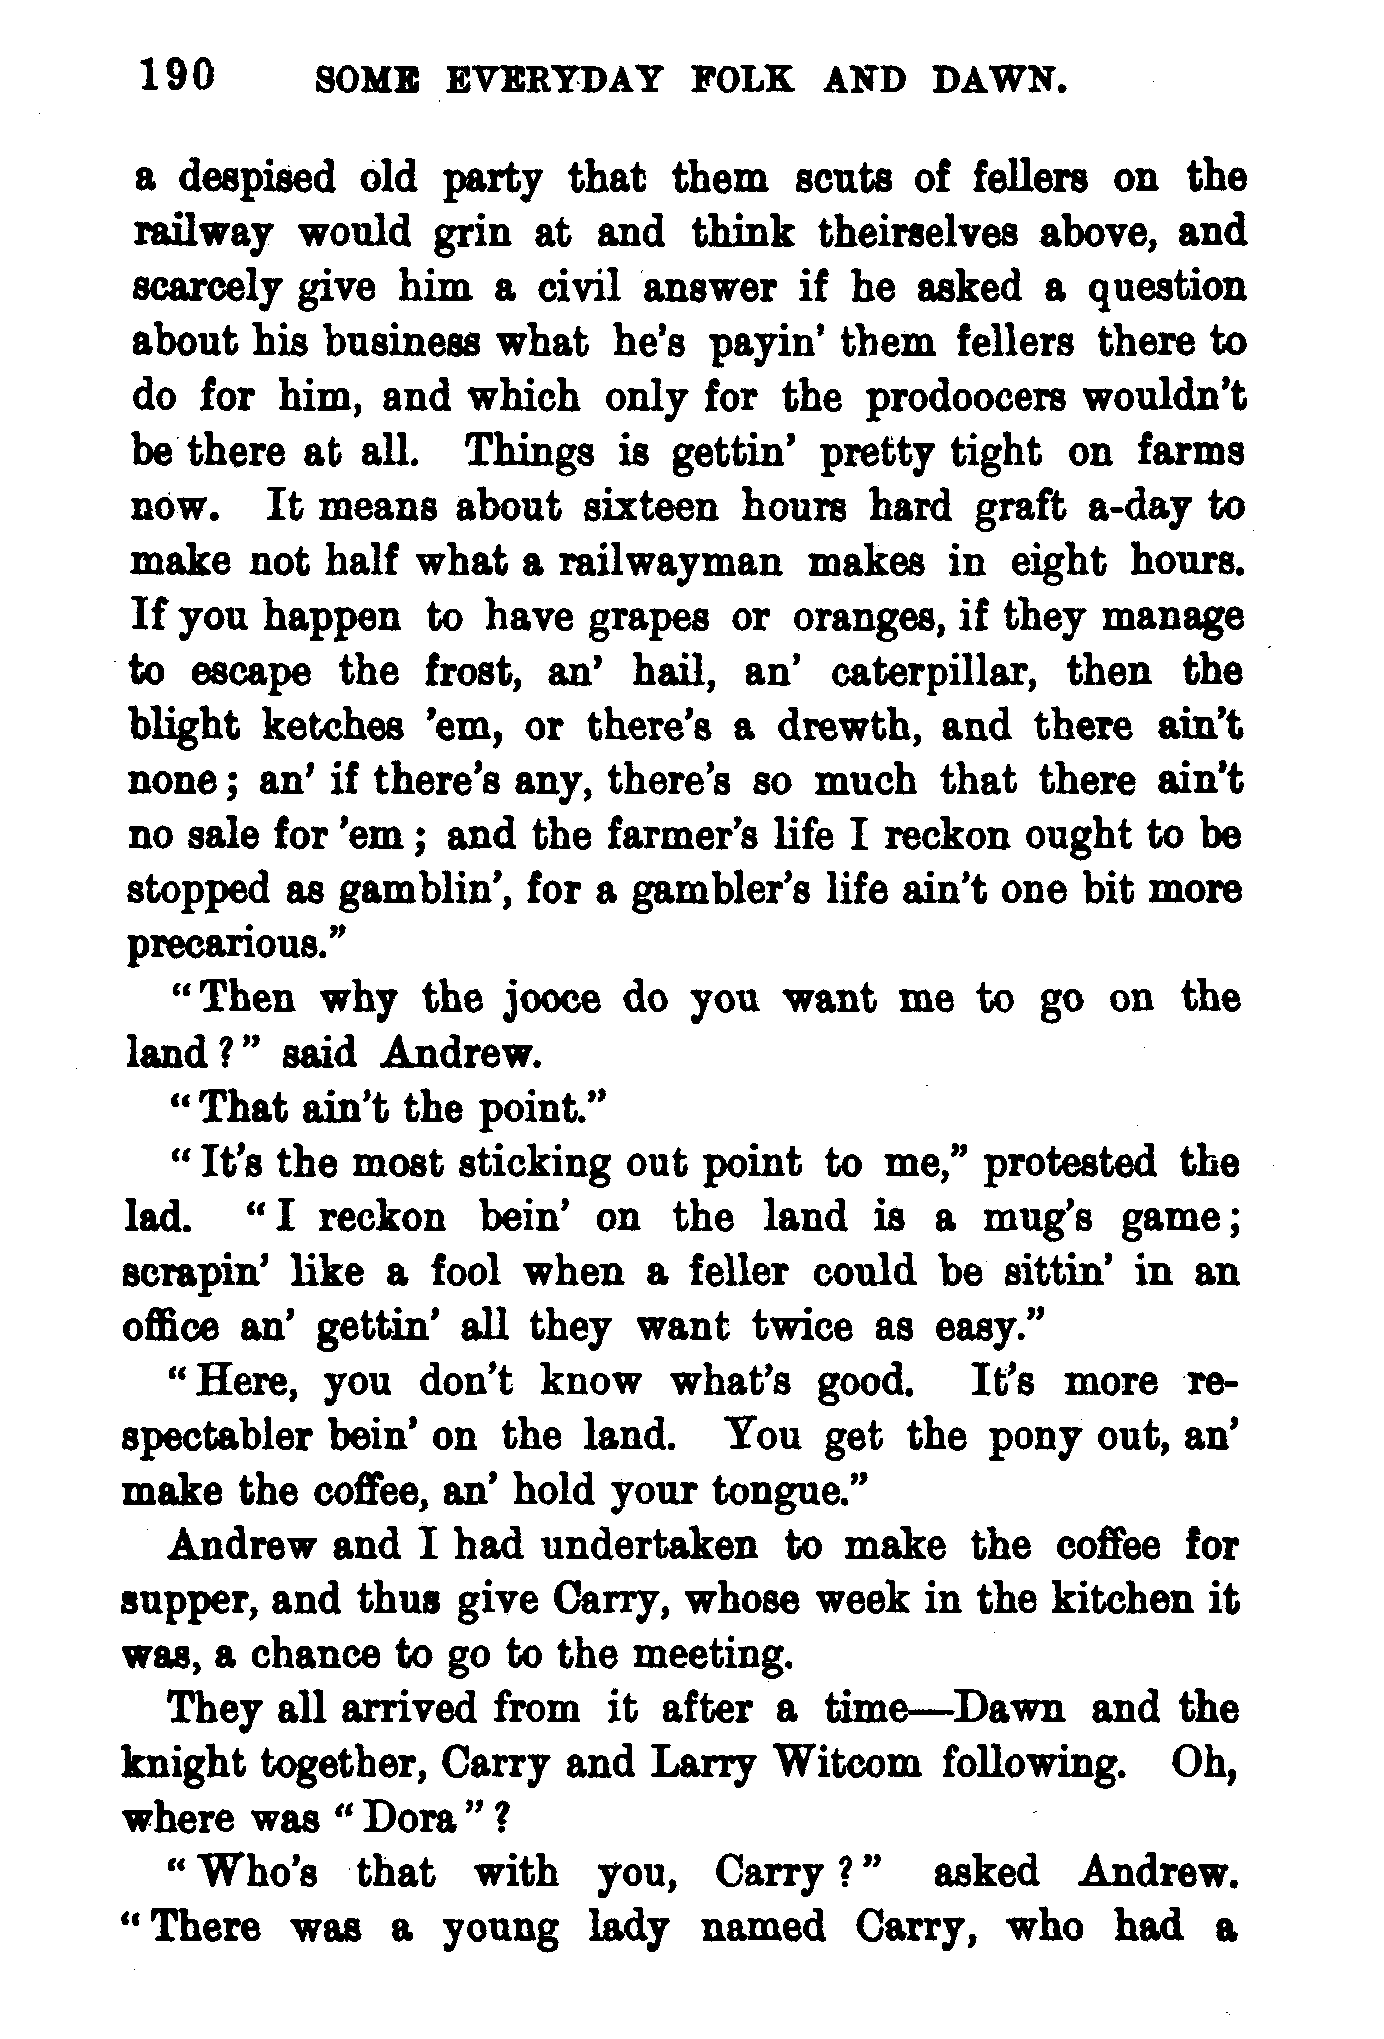 190 SOME EVERYDAY FOLK AND DAWN.
a despised old party that them scuts of fellers on the
railway would grin at and think theirselves above, and
scarcely give him a civil answer if he asked a question
about his business what he's payin' them fellers there to
do for him, and which only for the prodoocers wouldn't
be there at all. Things is gettin' pretty tight on farms
now. It means about sixteen hours hard graft a-day to
make not half what a railwayman makes in eight hours.
If you happen to have grapes or oranges, if they manage
to escape the frost, an' hail, an' caterpillar, then the
blight ketches 'em, or there's a drewth, and there ain't
none; an' if there's any, there's so much that there ain't
no sale for 'em; and the farmer's life I reckon ought to be
stopped as gamblin', for a gambler's life ain't one bit more
precarious."
"Then why the jooce do you want me to go on the
land?" said Andrew.
"That ain't the point."
"It's the most sticking out point to me," protested the
lad. "I reckon bein' on the land is a mug's game;
scrapin' like a fool when a feller could be sittin' in an
office an' gettin' all they want twice as easy."
"Here, you don't know what's good. It's more re-
spectabler bein' on the land. You get the pony out, an'
make the coffee, an' hold your tongue."
Andrew and I had undertaken to make the coffee for
supper, and thus give Carry, whose week in the kitchen it
was, a chance to go to the meeting.
They all arrived from it after a time—Dawn and the
knight together, Carry and Larry Witcom following. Oh,
where was "Dora"?
"Who's that with you, Carry?" asked Andrew.
"There was a young lady named Carry, who had a